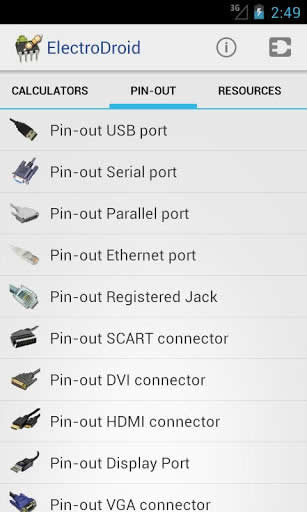 3G 2:49
ElectroDroid
CALCULATORS PIN-OUT RESOURCES
Pin-out USB port
Pin-out Serial port
Pin-out Parallel port
Pin-out Ethernet port
Pin-out Registered Jack
Pin-out SCART connector
Pin-out DVI connector
Pin-out HDMI connector
Pin-out Display Port
Pin-out VGA connector